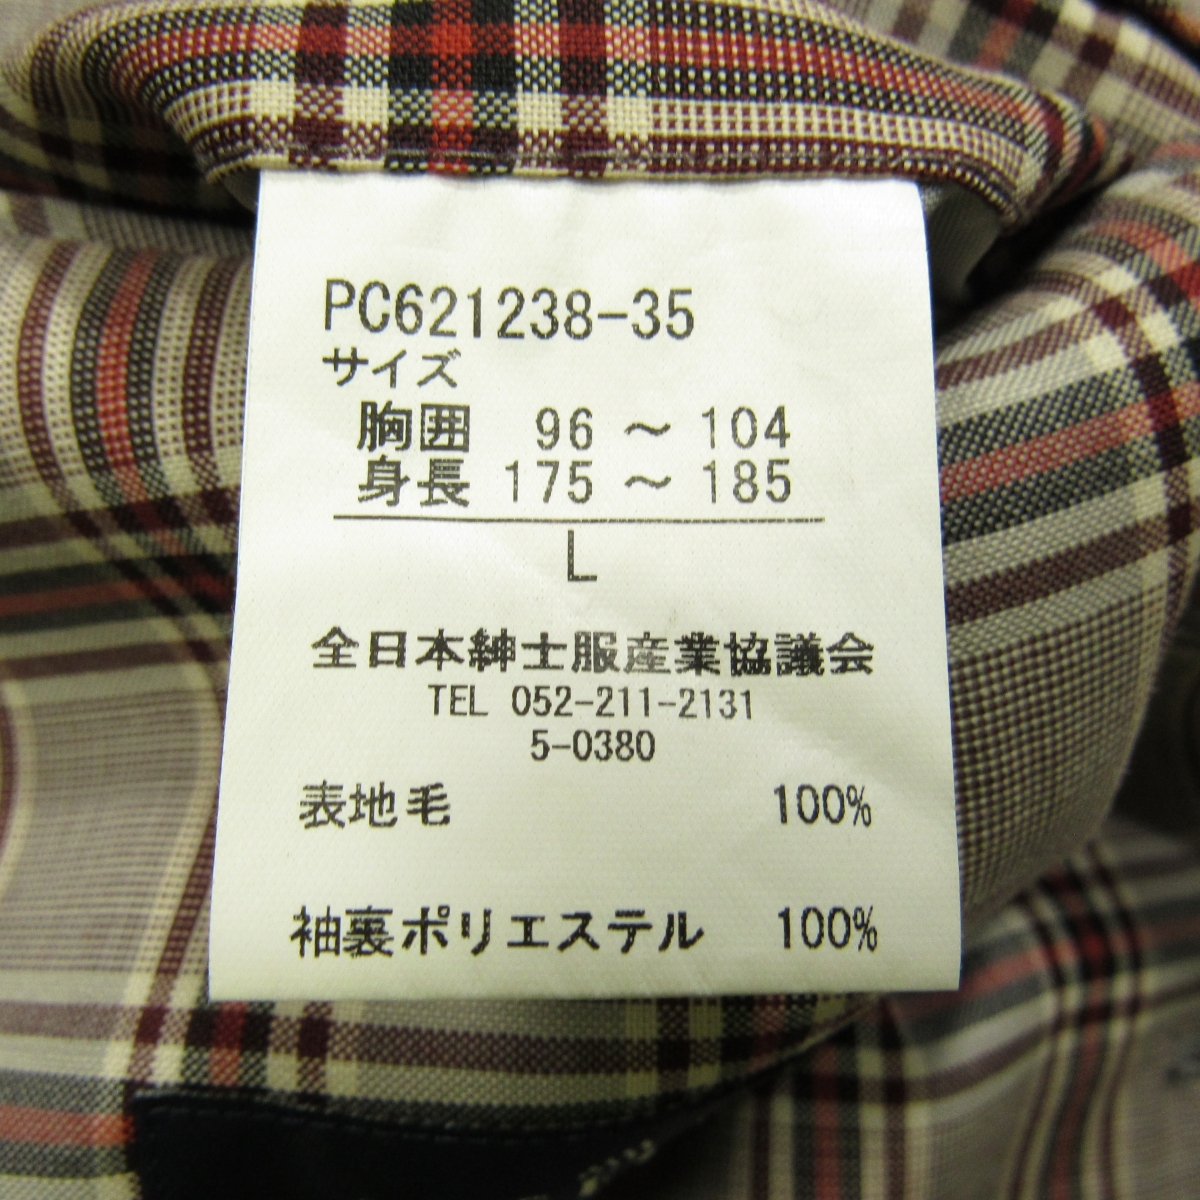 PC621238-35
サイズ
胸囲 96 ～ 104
身長 175 ～ 185
L
全日本紳士服産業協議会
TEL 052-211-2131
5-0380
表地毛 100%
袖裏ポリエステル 100%